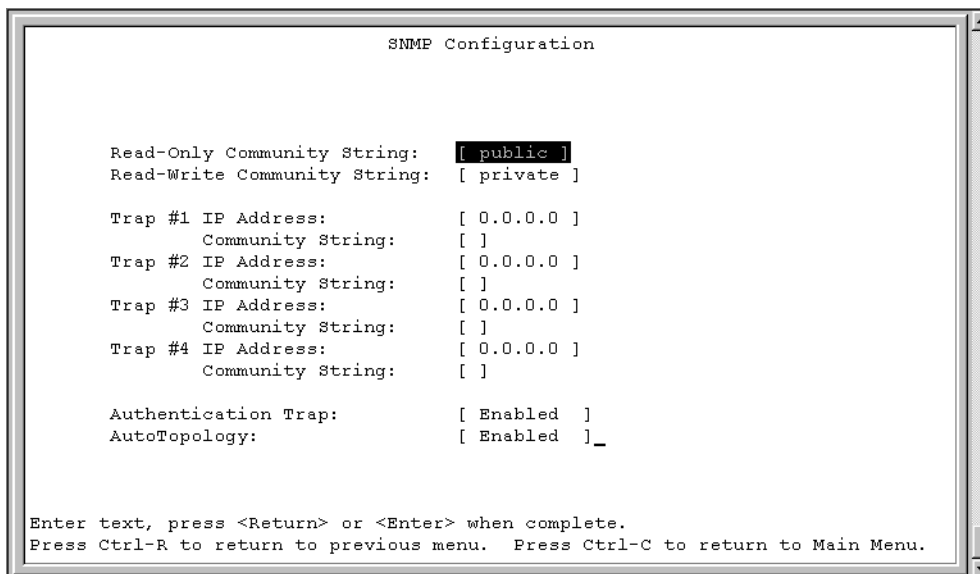 SNMP Configuration
Read-Only Community String: [ public ]
Read-Write Community String: [ private ]
Trap #1 IP Address: [ 0.0.0.0 ]
Community String: [ ]
Trap #2 IP Address: [ 0.0.0.0 ]
Community String: [ ]
Trap #3 IP Address: [ 0.0.0.0 ]
Community String: [ ]
Trap #4 IP Address: [ 0.0.0.0 ]
Community String: [ ]
Authentication Trap: [ Enabled ]
AutoTopology: [ Enabled ]_
Enter text, press <Return> or <Enter> when complete.
Press Ctrl-R to return to previous menu. Press Ctrl-C to return to Main Menu.